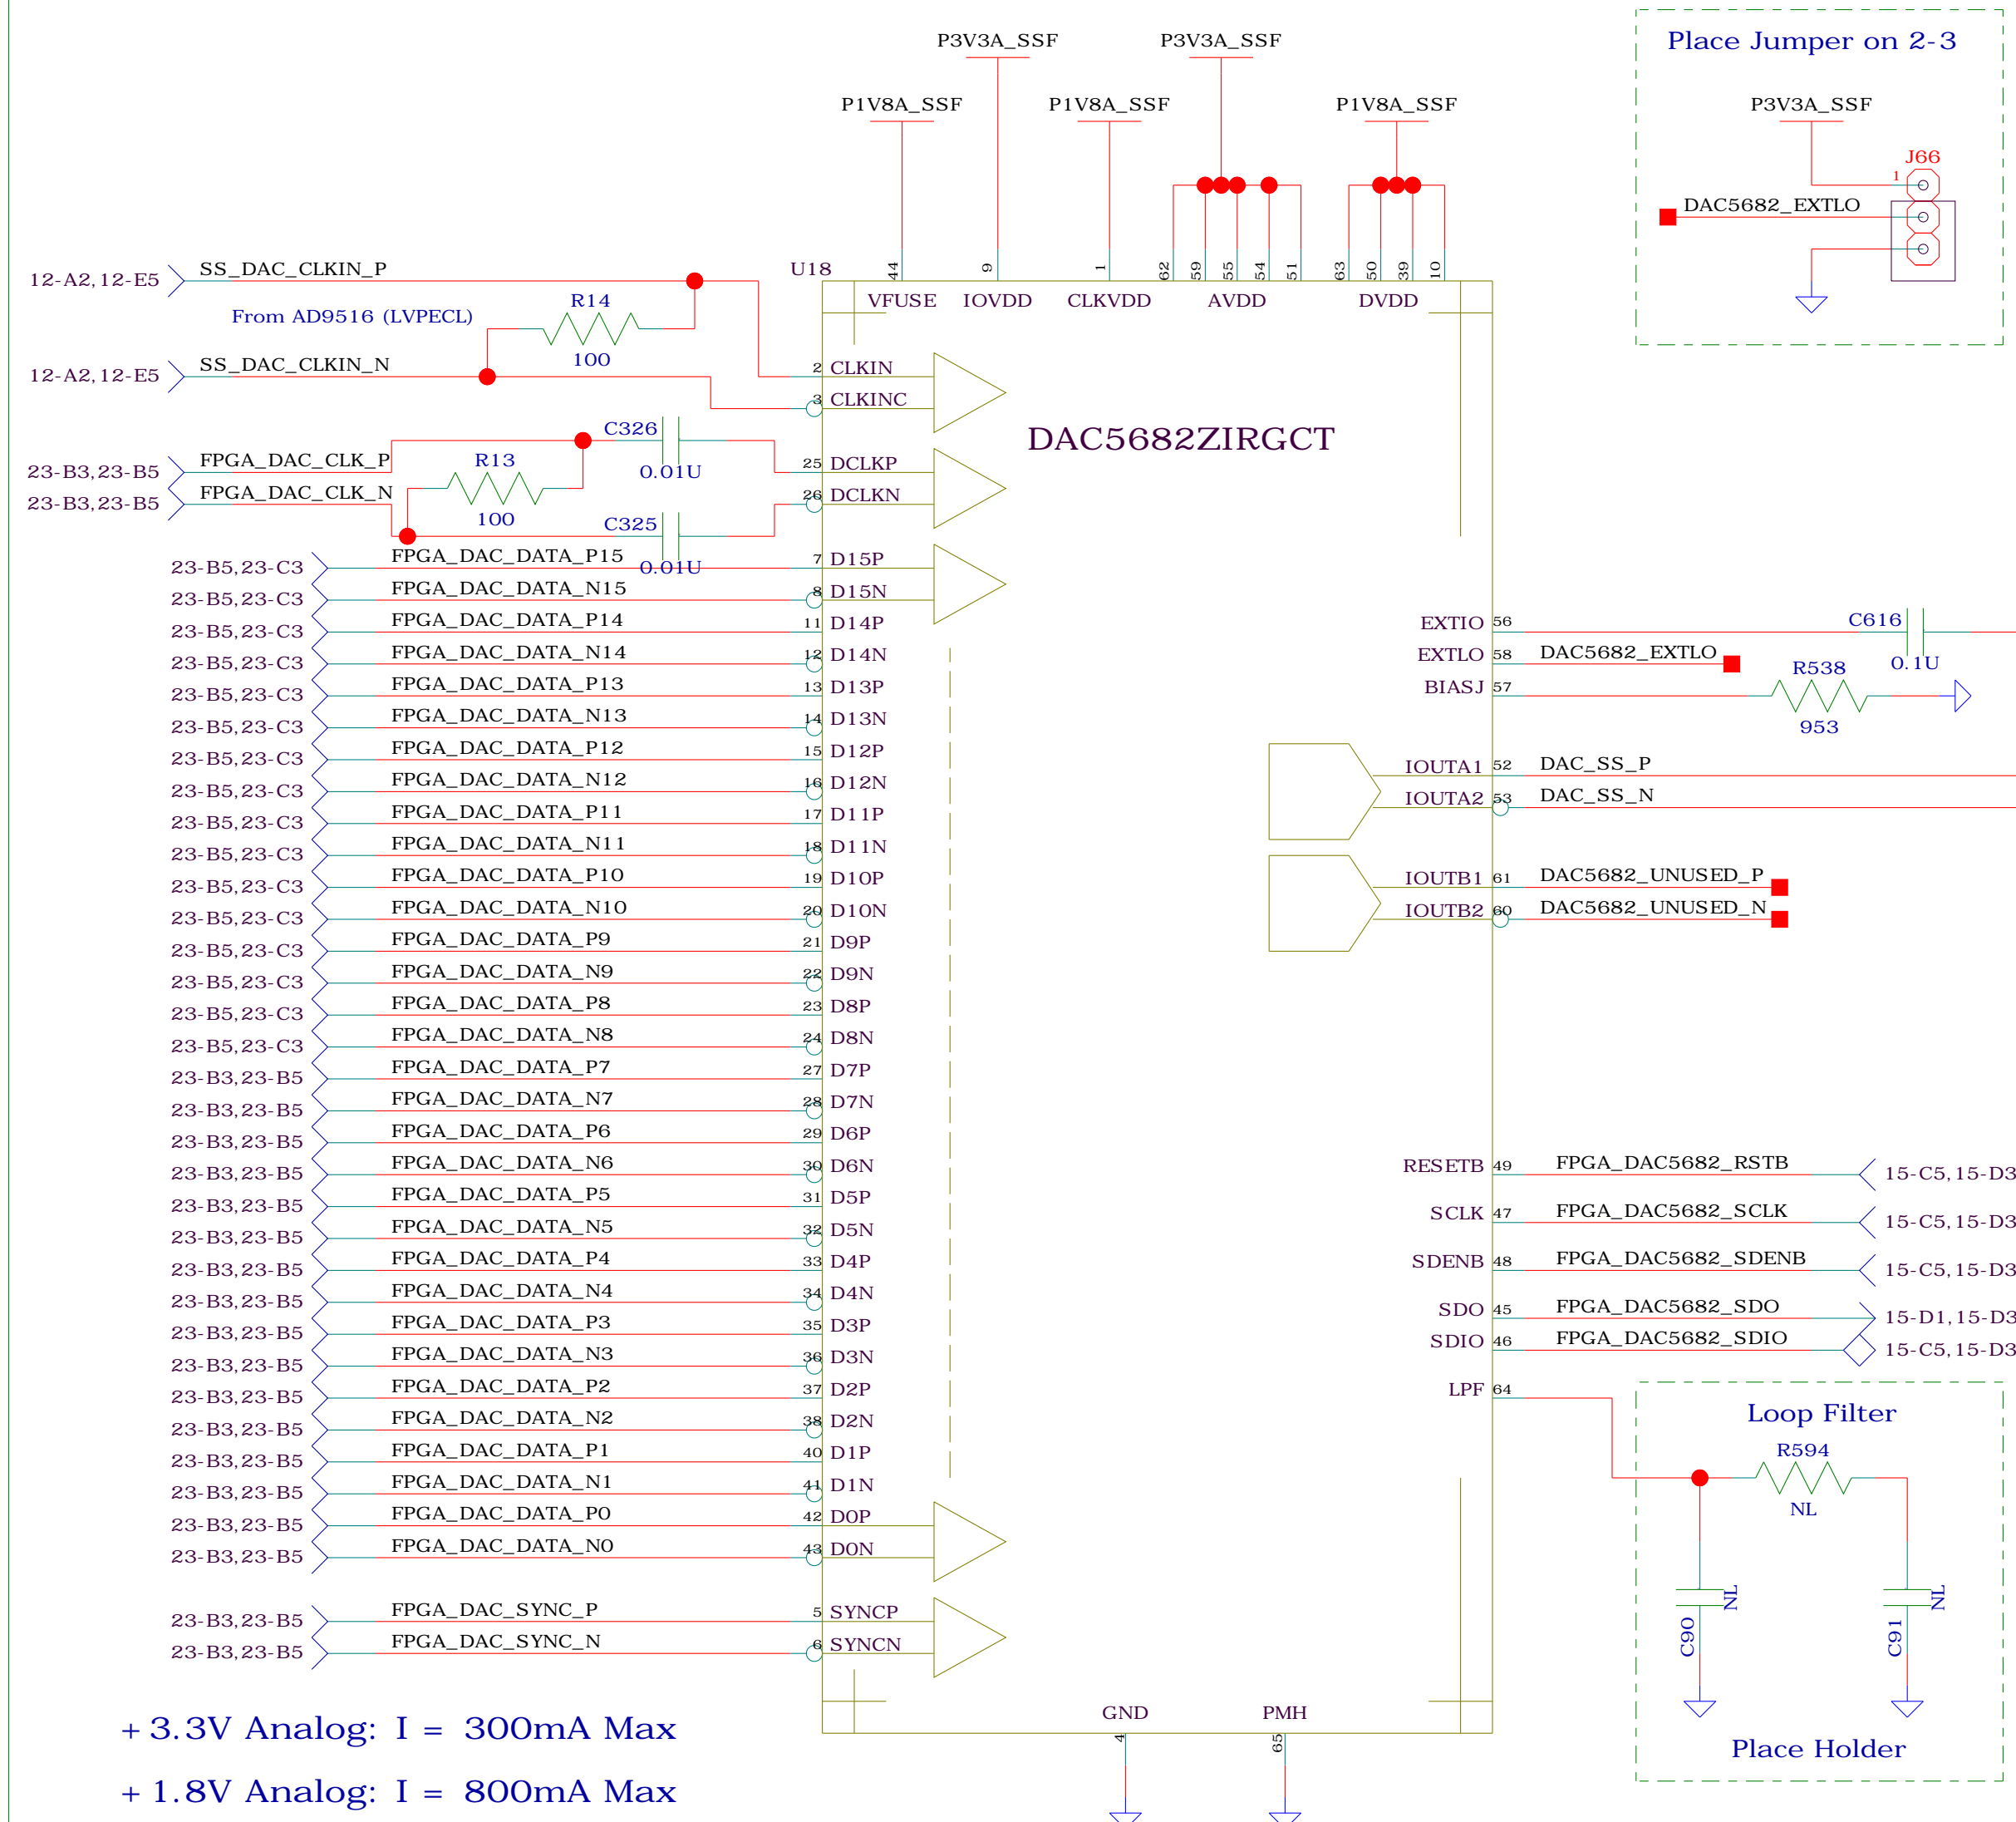 P3V3A_SSF
P3V3A_SSF
P1V8A_SSF
P1V8A_SSF
P1V8A_SSF
Place Jumper on 2-3
P3V3A_SSF
J66
1
DAC5682_EXTLO
U18
44
9
1
62
59
55
54
51
63
50
39
10
VFUSE
IOVDD
CLKVDD
AVDD
DVDD
DAC5682ZIRGCT
12-A2,12-E5 SS_DAC_CLKIN_P
From AD9516 (LVPECL)
R14
100
12-A2,12-E5 SS_DAC_CLKIN_N
2 CLKIN
3 CLKINC
C326
0.01U
23-B3,23-B5 FPGA_DAC_CLK_P
R13
100
25 DCLKP
23-B3,23-B5 FPGA_DAC_CLK_N
26 DCLKN
C325
0.01U
23-B5,23-C3 FPGA_DAC_DATA_P15 7 D15P
23-B5,23-C3 FPGA_DAC_DATA_N15 8 D15N
23-B5,23-C3 FPGA_DAC_DATA_P14 11 D14P
23-B5,23-C3 FPGA_DAC_DATA_N14 12 D14N
23-B5,23-C3 FPGA_DAC_DATA_P13 13 D13P
23-B5,23-C3 FPGA_DAC_DATA_N13 14 D13N
23-B5,23-C3 FPGA_DAC_DATA_P12 15 D12P
23-B5,23-C3 FPGA_DAC_DATA_N12 16 D12N
23-B5,23-C3 FPGA_DAC_DATA_P11 17 D11P
23-B5,23-C3 FPGA_DAC_DATA_N11 18 D11N
23-B5,23-C3 FPGA_DAC_DATA_P10 19 D10P
23-B5,23-C3 FPGA_DAC_DATA_N10 20 D10N
23-B5,23-C3 FPGA_DAC_DATA_P9 21 D9P
23-B5,23-C3 FPGA_DAC_DATA_N9 22 D9N
23-B5,23-C3 FPGA_DAC_DATA_P8 23 D8P
23-B5,23-C3 FPGA_DAC_DATA_N8 24 D8N
23-B3,23-B5 FPGA_DAC_DATA_P7 27 D7P
23-B3,23-B5 FPGA_DAC_DATA_N7 28 D7N
23-B3,23-B5 FPGA_DAC_DATA_P6 29 D6P
23-B3,23-B5 FPGA_DAC_DATA_N6 30 D6N
23-B3,23-B5 FPGA_DAC_DATA_P5 31 D5P
23-B3,23-B5 FPGA_DAC_DATA_N5 32 D5N
23-B3,23-B5 FPGA_DAC_DATA_P4 33 D4P
23-B3,23-B5 FPGA_DAC_DATA_N4 34 D4N
23-B3,23-B5 FPGA_DAC_DATA_P3 35 D3P
23-B3,23-B5 FPGA_DAC_DATA_N3 36 D3N
23-B3,23-B5 FPGA_DAC_DATA_P2 37 D2P
23-B3,23-B5 FPGA_DAC_DATA_N2 38 D2N
23-B3,23-B5 FPGA_DAC_DATA_P1 40 D1P
23-B3,23-B5 FPGA_DAC_DATA_N1 41 D1N
23-B3,23-B5 FPGA_DAC_DATA_P0 42 D0P
23-B3,23-B5 FPGA_DAC_DATA_N0 43 D0N
23-B3,23-B5 FPGA_DAC_SYNC_P 5 SYNCP
23-B3,23-B5 FPGA_DAC_SYNC_N 6 SYNCN
EXTIO 56
C616
0.1U
EXTLO 58 DAC5682_EXTLO
BIASJ 57
R538
953
IOUTA1 52 DAC_SS_P
IOUTA2 53 DAC_SS_N
IOUTB1 61 DAC5682_UNUSED_P
IOUTB2 60 DAC5682_UNUSED_N
RESETB 49 FPGA_DAC5682_RSTB 15-C5,15-D3
SCLK 47 FPGA_DAC5682_SCLK 15-C5,15-D3
SDENB 48 FPGA_DAC5682_SDENB 15-C5,15-D3
SDO 45 FPGA_DAC5682_SDO 15-D1,15-D3
SDIO 46 FPGA_DAC5682_SDIO 15-C5,15-D3
LPF 64
Loop Filter
R594
NL
C90
NL
C91
NL
Place Holder
GND
4
PMH
65
+3.3V Analog: I = 300mA Max
+1.8V Analog: I = 800mA Max